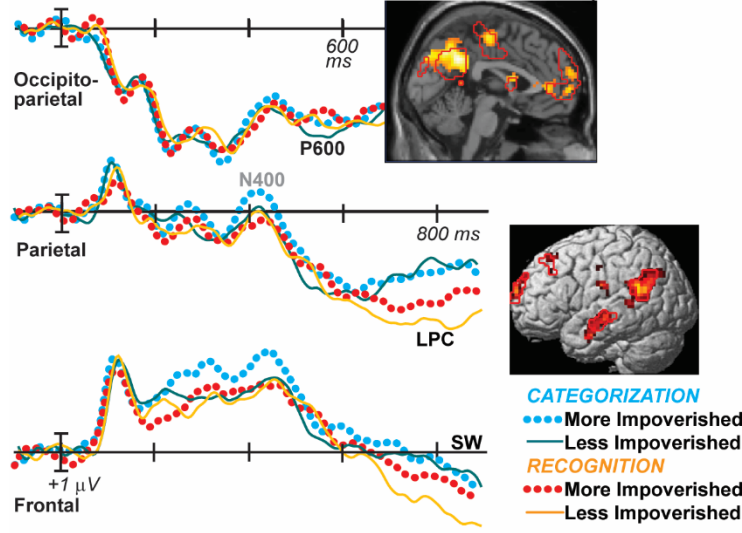 600
ms
Occipito-
parietal
P600
N400
Parietal
800 ms
LPC
CATEGORIZATION
More Impoverished
Less Impoverished
RECOGNITION
More Impoverished
Less Impoverished
SW
+1 μV
Frontal